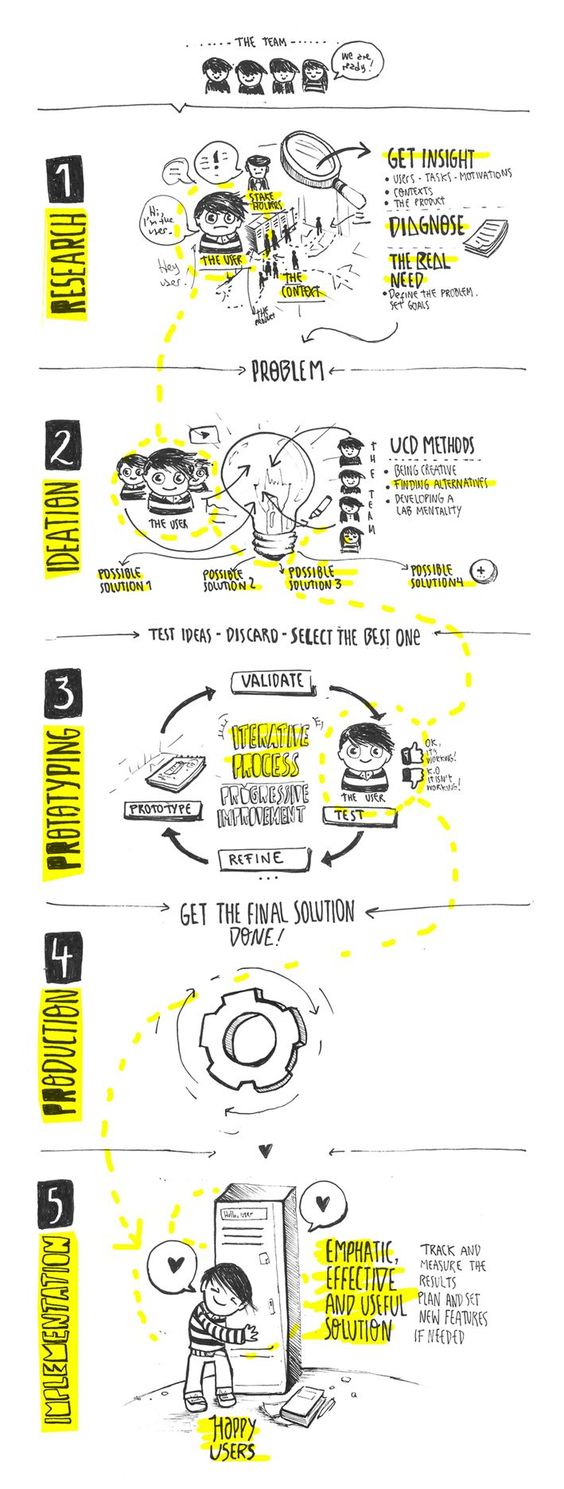 THE TEAM
We are
ready!
1
RESEARCH
!
STAKE
HOLDERS
Hi
I'm the
user.
Hey
user.
THE USER
THE
CONTEXT
the
product
GET INSIGHT
• USERS - TASKS - MOTIVATIONS
• CONTEXTS
• THE PRODUCT
DIAGNOSE
THE REAL
NEED
• DEFINE THE PROBLEM.
SET GOALS
PROBLEM
2
IDEATION
THE USER
THE TEAM
UCD METHODS
• BEING CREATIVE
• FINDING ALTERNATIVES
• DEVELOPING A
LAB MENTALITY
POSSIBLE
SOLUTION 1
POSSIBLE
SOLUTION 2
POSSIBLE
SOLUTION 3
POSSIBLE
SOLUTION 4
+
TEST IDEAS - DISCARD - SELECT THE BEST ONE
3
PROTOTYPING
VALIDATE
ITERATIVE
PROCESS
PROGRESSIVE
IMPROVEMENT
PROTOTYPE
THE USER
TEST
OK,
IT'S
WORKING!
K.O
IT ISN'T
WORKING!
REFINE
...
GET THE FINAL SOLUTION
DONE!
4
PRODUCTION
5
IMPLEMENTATION
Hello, user
EMPHATIC,
EFFECTIVE
AND USEFUL
SOLUTION
TRACK AND
MEASURE THE
RESULTS
PLAN AND SET
NEW FEATURES
IF NEEDED
HAPPY
USERS